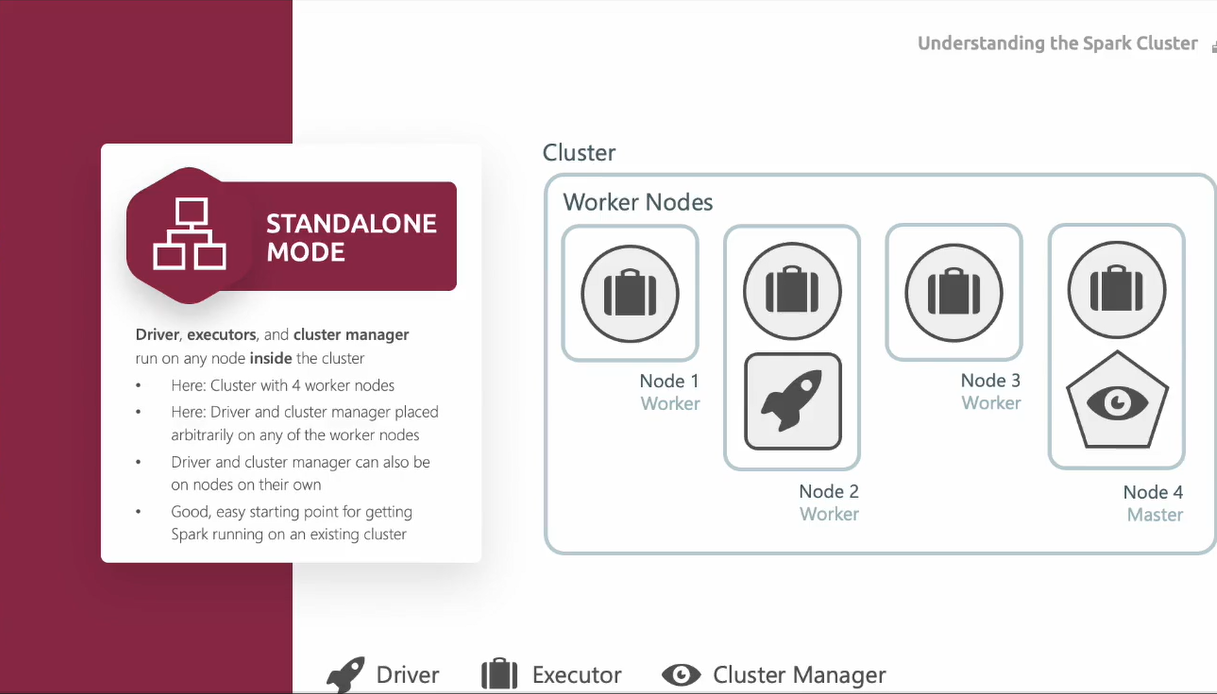 Understanding the Spark Cluster
STANDALONE
MODE
Driver, executors, and cluster manager
run on any node inside the cluster
• Here: Cluster with 4 worker nodes
• Here: Driver and cluster manager placed
arbitrarily on any of the worker nodes
• Driver and cluster manager can also be
on nodes on their own
• Good, easy starting point for getting
Spark running on an existing cluster
Cluster
Worker Nodes
Node 1
Worker
Node 2
Worker
Node 3
Worker
Node 4
Master
Driver
Executor
Cluster Manager